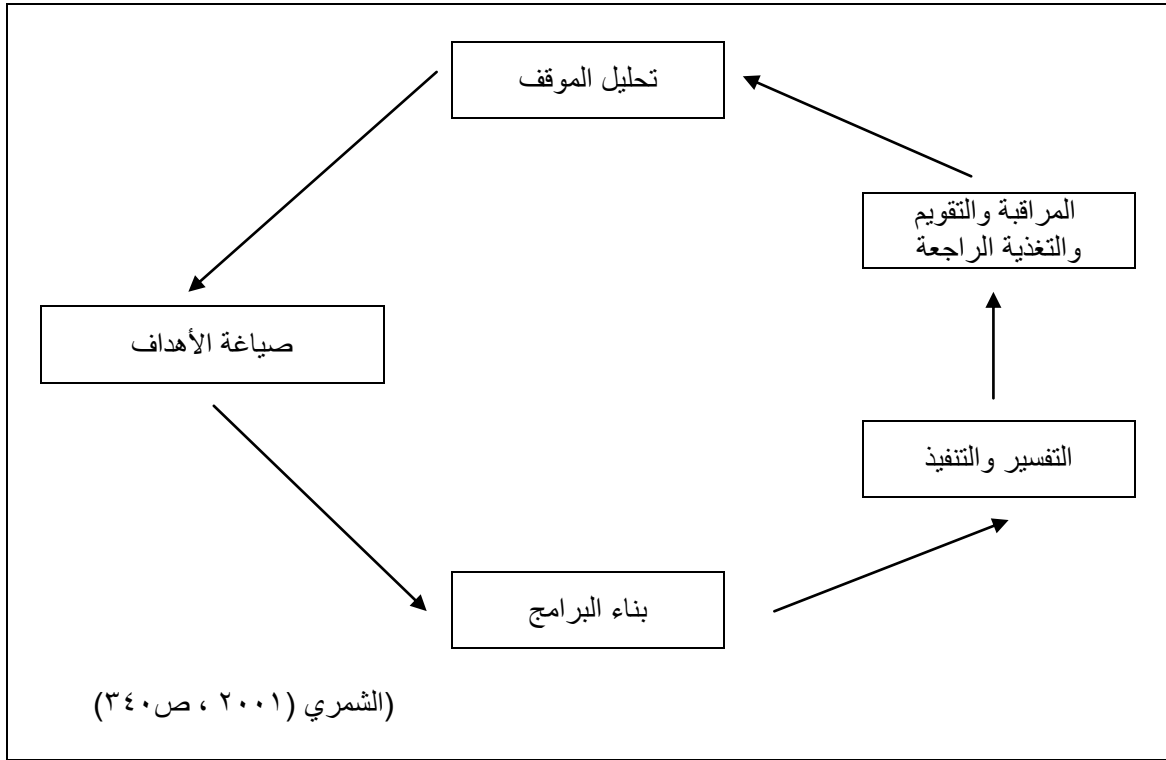 تحليل الموقف
المراقبة والتقويم
والتغذية الراجعة
صياغة الأهداف
التفسير والتنفيذ
بناء البرامج
(الشمري (٢٠٠١ ، ص٣٤٠)